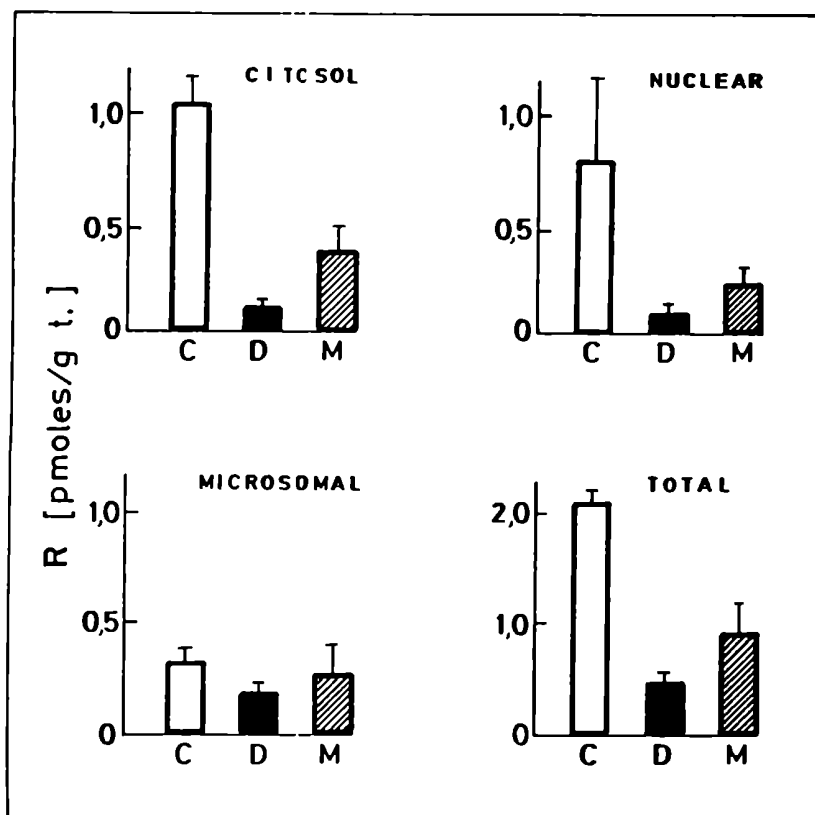 CITCSOL
1,0
0,5
0
C D M
NUCLEAR
1,0
0,5
0
C D M
R [pmoles/g t.]
MICROSOMAL
1,0
0,5
0
C D M
TOTAL
2,0
1,0
0
C D M